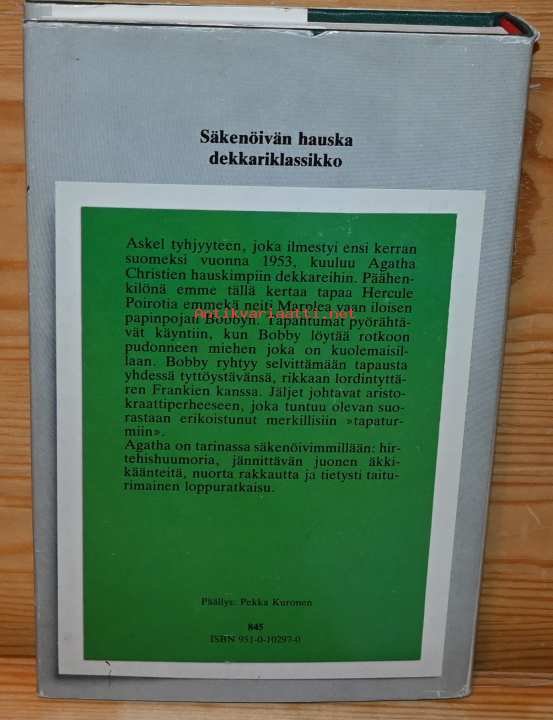 Säkenöivän hauska
dekkariklassikko
Askel tyhjyyteen, joka ilmestyi ensi kerran
suomeksi vuonna 1953, kuuluu Agatha
Christien hauskimpiin dekkareihin. Päähen-
kilönä emme tällä kertaa tapaa Hercule
Poirotia emmekä neiti Marplea vaan iloisen
Antikvariaatti.net
papinpojan Bobbyn. Tapahtumat pyörähtä-
vät käyntiin, kun Bobby löytää rotkoon
pudonneen miehen joka on kuolemaisil-
laan. Bobby ryhtyy selvittämään tapausta
yhdessä tyttöystävänsä, rikkaan lordintyttä-
ren Frankien kanssa. Jäljet johtavat aristo-
kraattiperheeseen, joka tuntuu olevan suo-
rastaan erikoistunut merkillisiin »tapatur-
miin».
Agatha on tarinassa säkenöivimmillään: hir-
tehishuumoria, jännittävän juonen äkki-
käänteitä, nuorta rakkautta ja tietysti taitu-
rimainen loppuratkaisu.
Päällys: Pekka Kuronen
845
ISBN 951-0-10297-0